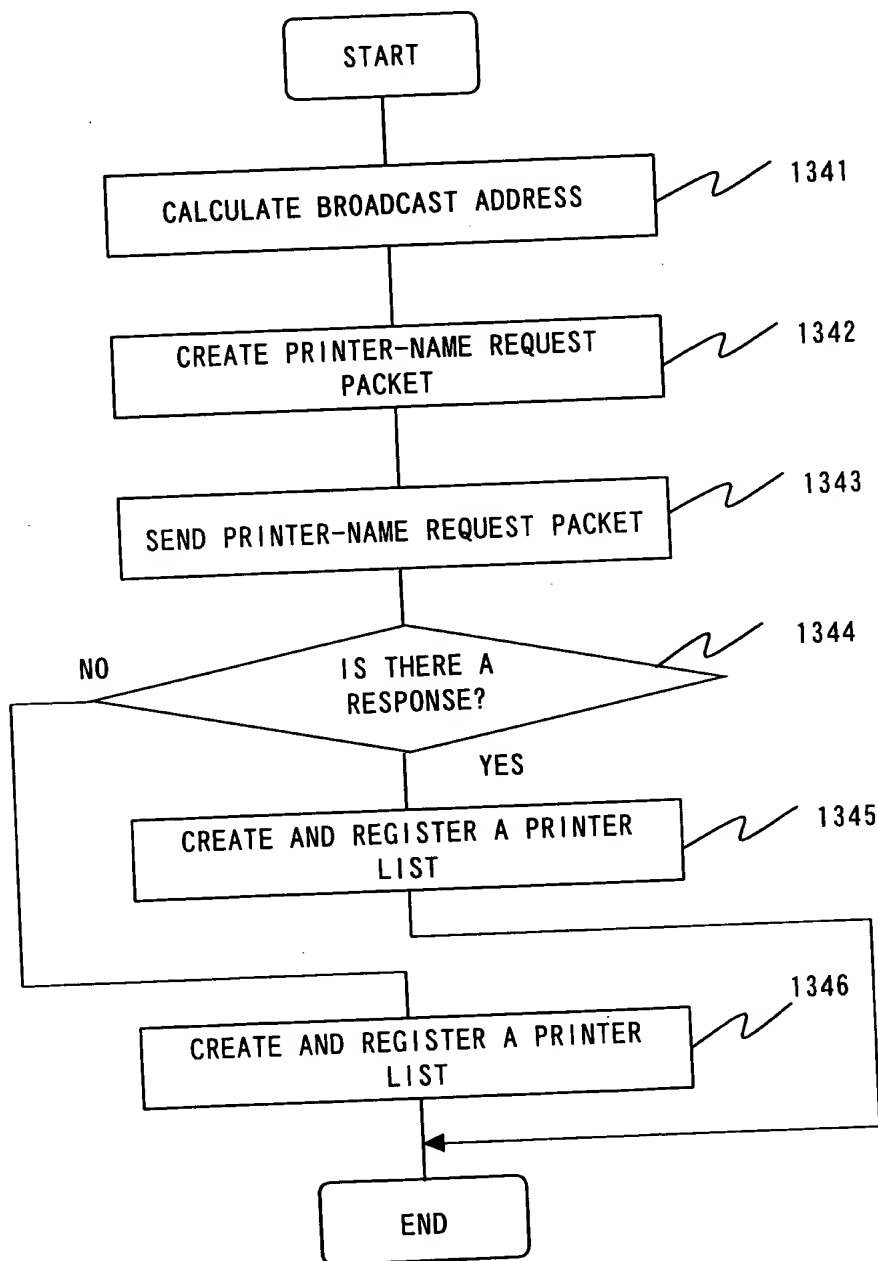 START
CALCULATE BROADCAST ADDRESS
1341
CREATE PRINTER-NAME REQUEST
PACKET
1342
SEND PRINTER-NAME REQUEST PACKET
1343
IS THERE A
RESPONSE?
1344
NO
YES
CREATE AND REGISTER A PRINTER
LIST
1345
CREATE AND REGISTER A PRINTER
LIST
1346
END